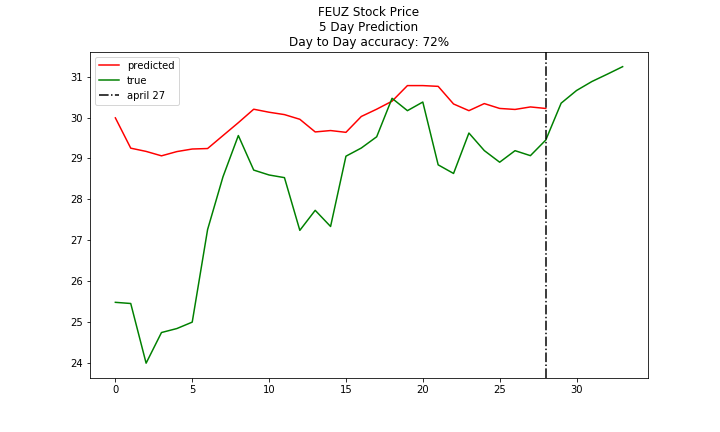 FEUZ Stock Price
5 Day Prediction
Day to Day accuracy: 72%
predicted
true
april 27
31
30
29
28
27
26
25
24
0
5
10
15
20
25
30